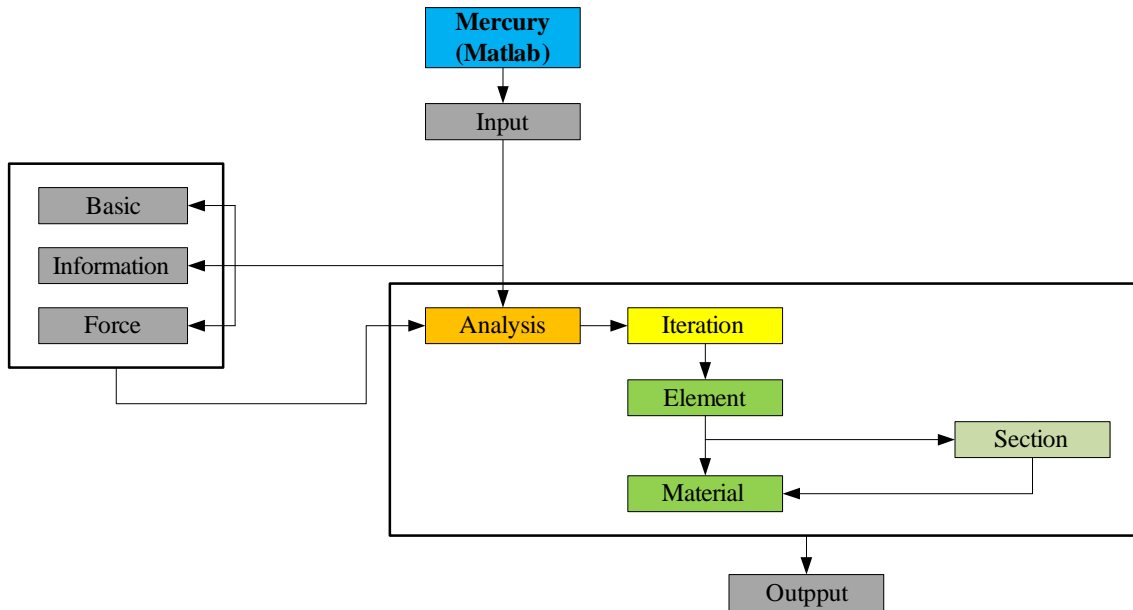 Mercury
(Matlab)
Input
Basic
Information
Force
Analysis
Iteration
Element
Section
Material
Outpput